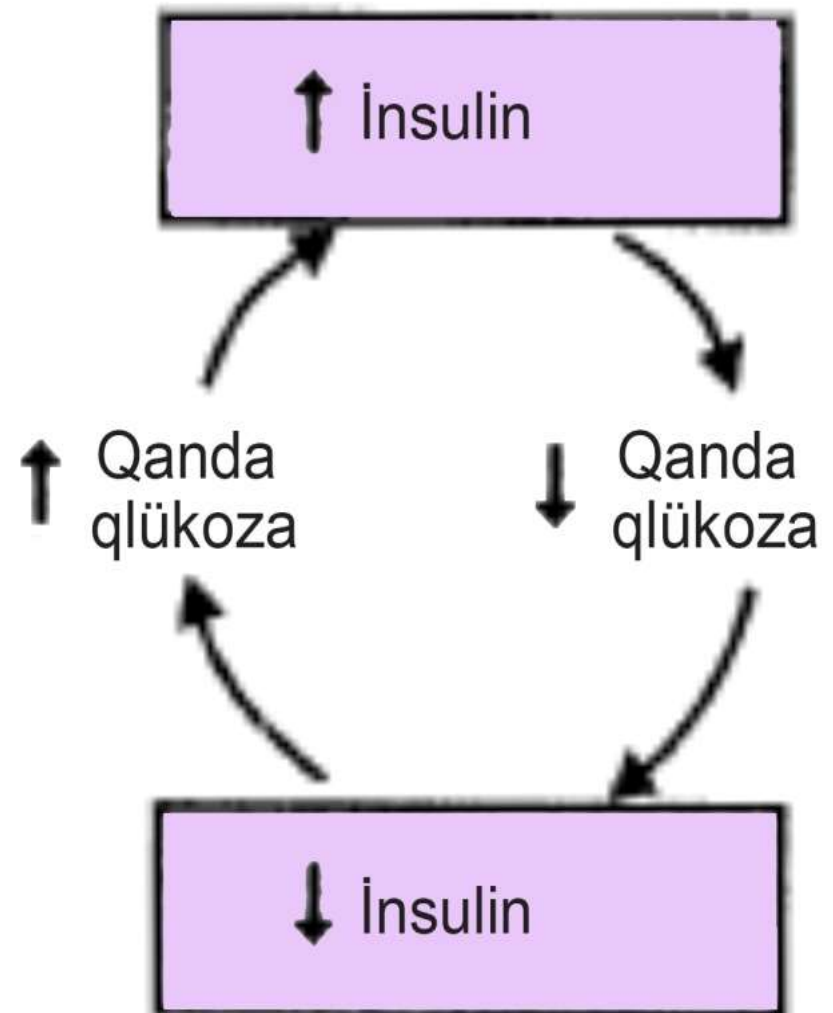 ↑ İnsulin
↑ Qanda
qlükoza
↓ Qanda
qlükoza
↓ İnsulin